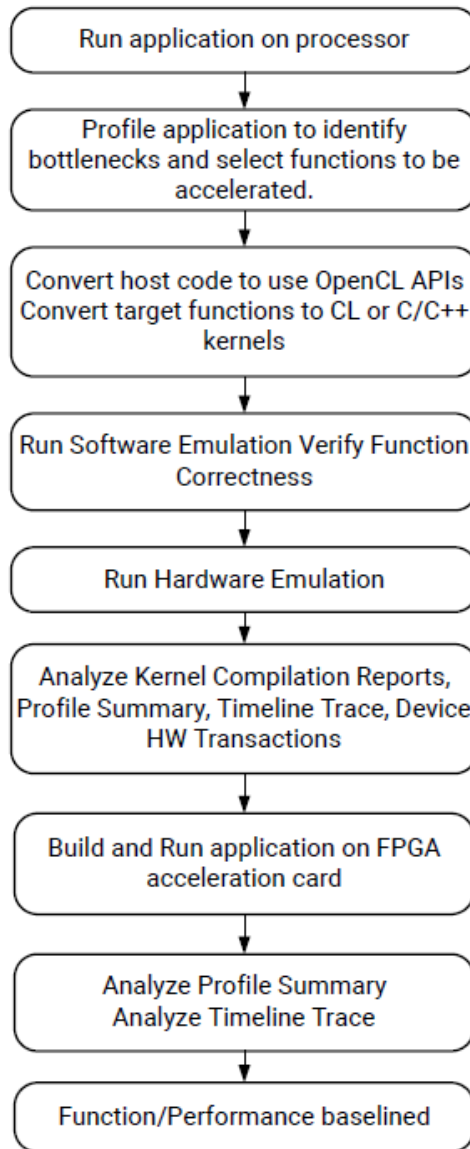 Run application on processor
Profile application to identify
bottlenecks and select functions to be
accelerated.
Convert host code to use OpenCL APIs
Convert target functions to CL or C/C++
kernels
Run Software Emulation Verify Function
Correctness
Run Hardware Emulation
Analyze Kernel Compilation Reports,
Profile Summary, Timeline Trace, Device
HW Transactions
Build and Run application on FPGA
acceleration card
Analyze Profile Summary
Analyze Timeline Trace
Function/Performance baselined